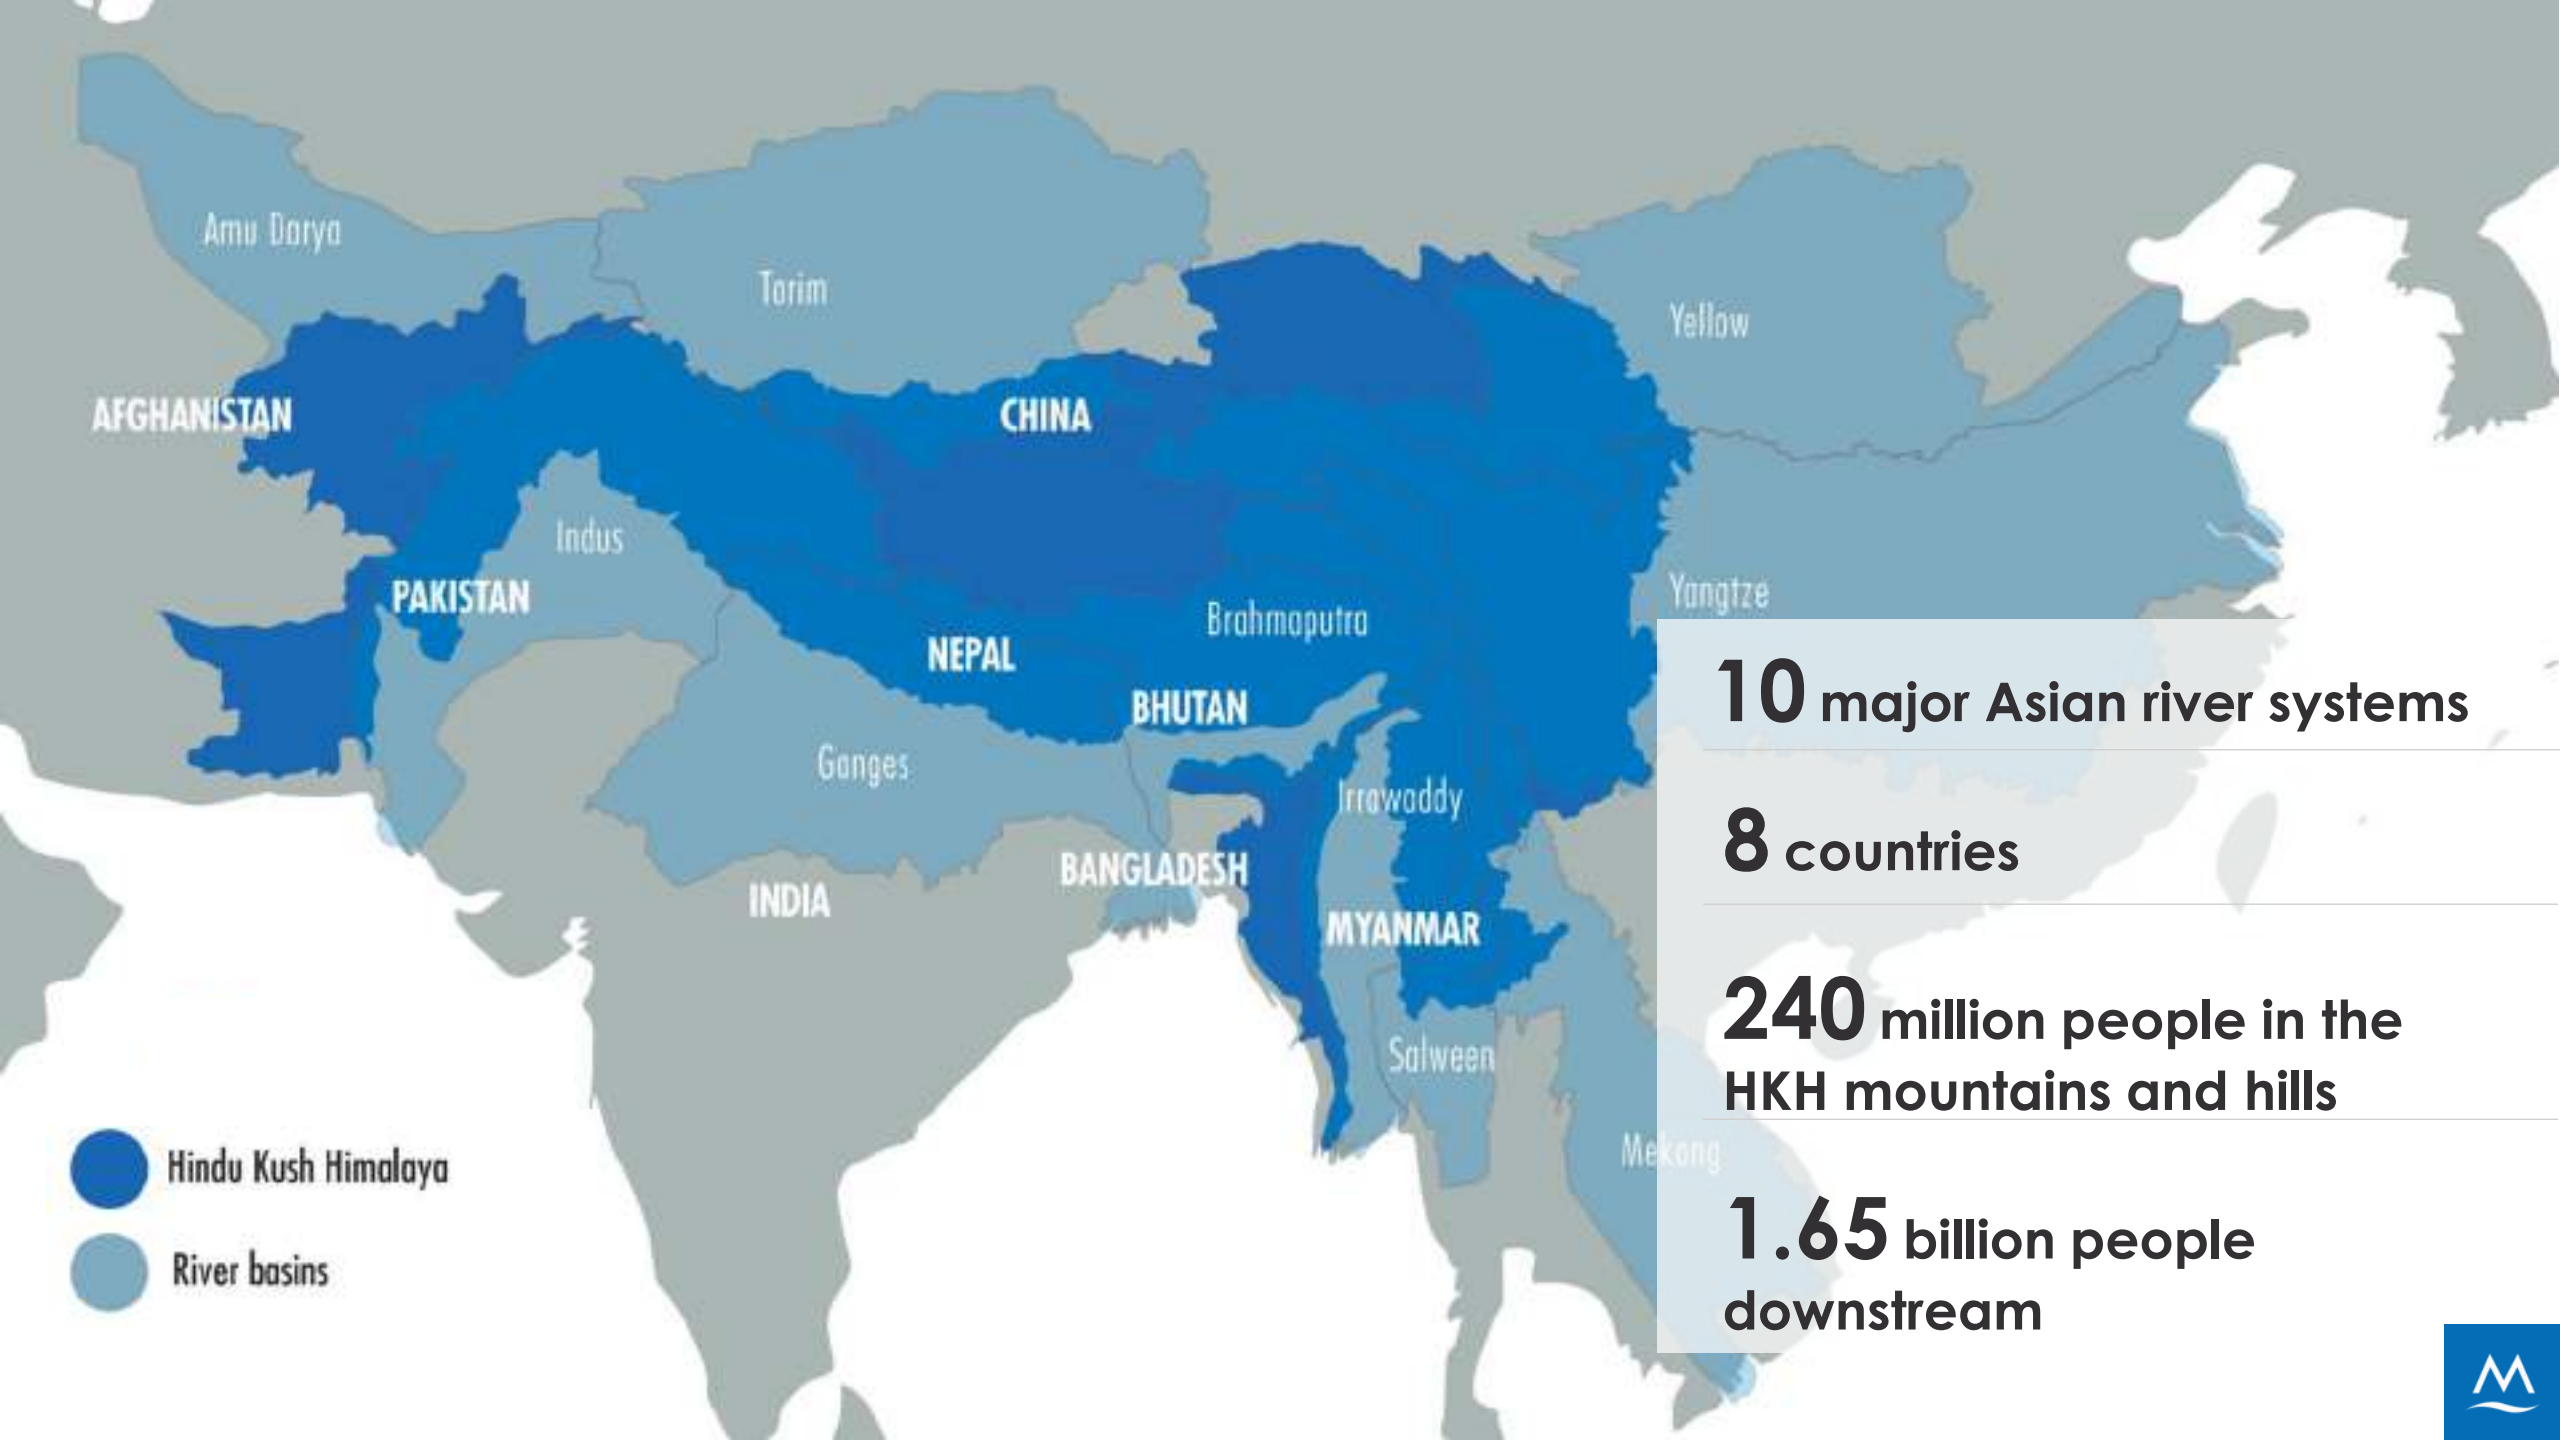 Amu Darya
Tarim
Yellow
AFGHANISTAN
CHINA
Indus
PAKISTAN
Yangtze
Brahmaputra
NEPAL
BHUTAN
Ganges
Irrawaddy
BANGLADESH
INDIA
MYANMAR
Salween
Mekong
10 major Asian river systems
8 countries
240 million people in the
HKH mountains and hills
1.65 billion people
downstream
Hindu Kush Himalaya
River basins